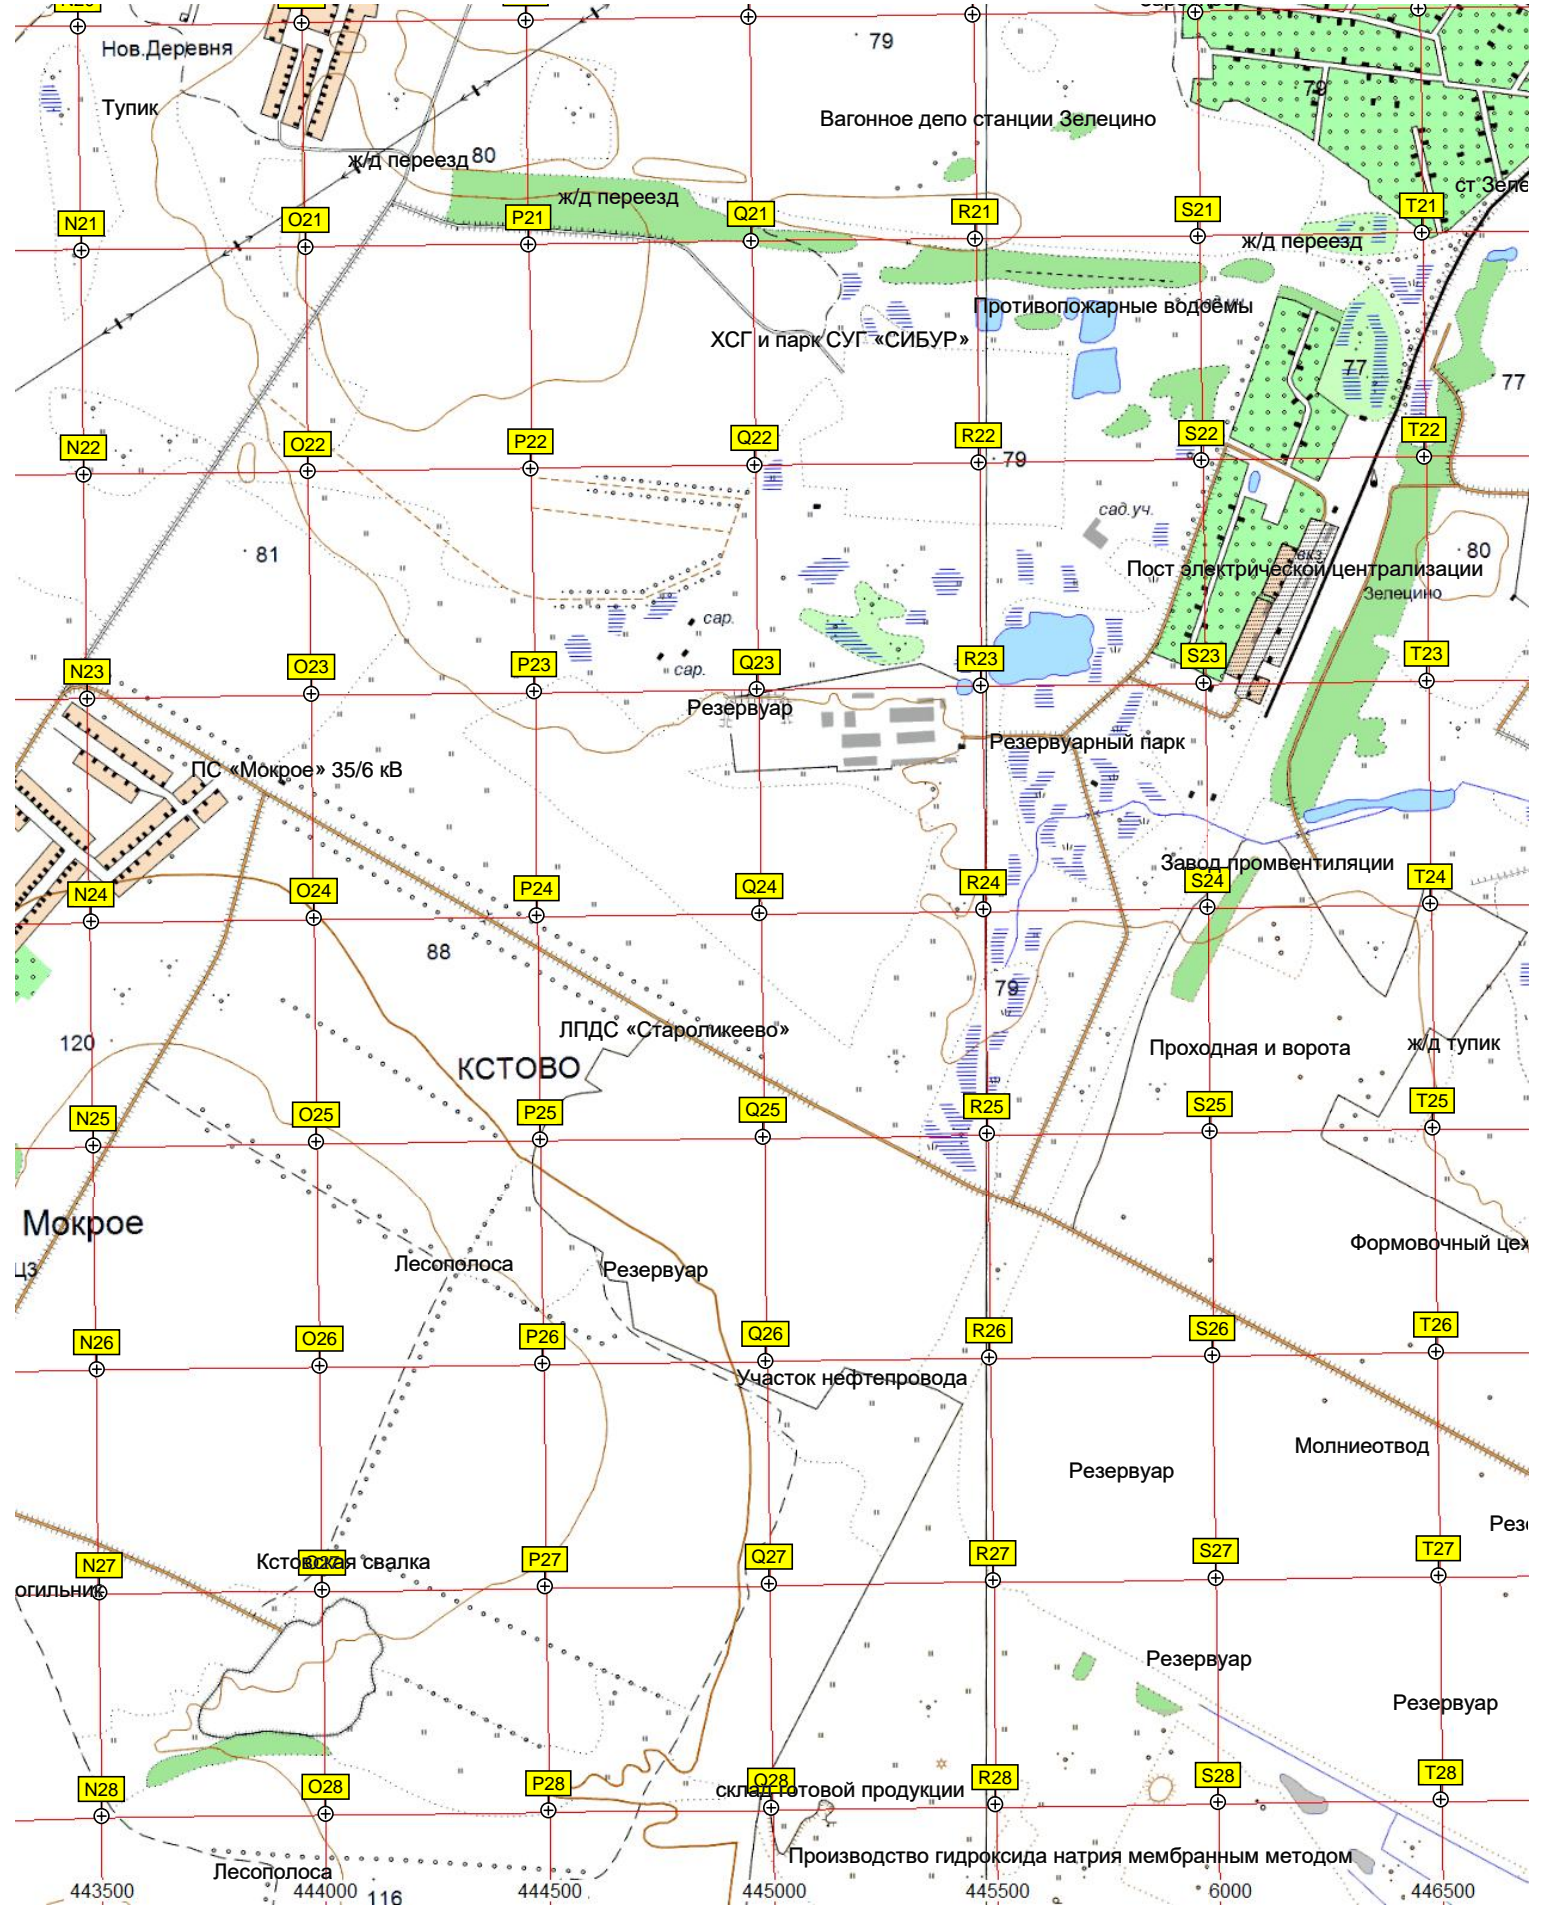 Нов.Деревня
79
79
Тупик
Вагонное депо станции Зелецино
ж/д переезд
80
ж/д переезд
N21
O21
P21
Q21
R21
S21
T21
ж/д переезд
Противопожарные водоёмы
ХСГ и парк СУГ «СИБУР»
77
77
N22
O22
P22
Q22
R22
S22
T22
79
сад.уч.
81
80
вкз.
Пост электрической централизации
Зелецино
сар.
сар.
N23
O23
P23
Q23
R23
S23
T23
Резервуар
Резервуарный парк
ПС «Мокрое» 35/6 кВ
Завод промвентиляции
N24
O24
P24
Q24
R24
S24
T24
88
79
120
ЛПДС «Староликеево»
КСТОВО
Проходная и ворота
ж/д тупик
N25
O25
P25
Q25
R25
S25
T25
Мокрое
Формовочный цех
Лесополоса
Резервуар
N26
O26
P26
Q26
R26
S26
T26
Участок нефтепровода
Молниеотвод
Резервуар
N27
O27
P27
Q27
R27
S27
T27
Кстовская свалка
огильник
Резервуар
Резервуар
N28
O28
P28
Q28
R28
S28
T28
склад готовой продукции
Производство гидроксида натрия мембранным методом
Лесополоса
116
443500
444000
444500
445000
445500
6000
446500